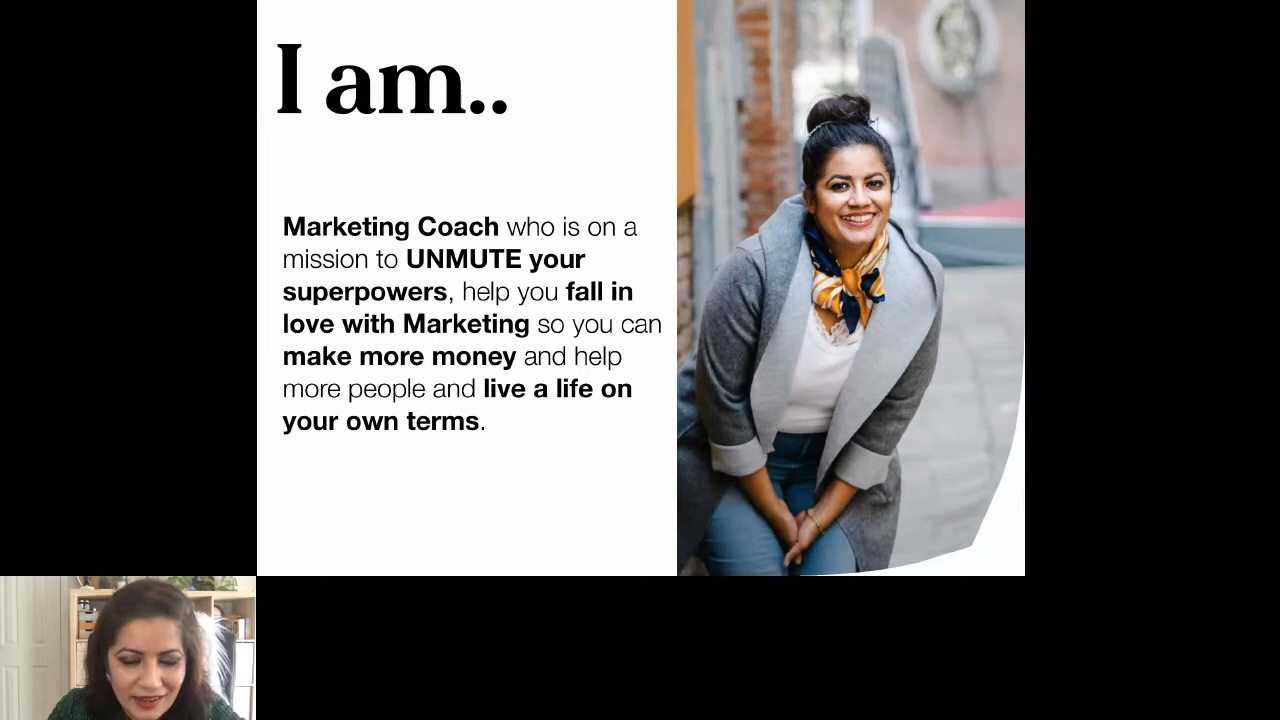 I am..
Marketing Coach who is on a
mission to UNMUTE your
superpowers, help you fall in
love with Marketing so you can
make more money and help
more people and live a life on
your own terms.